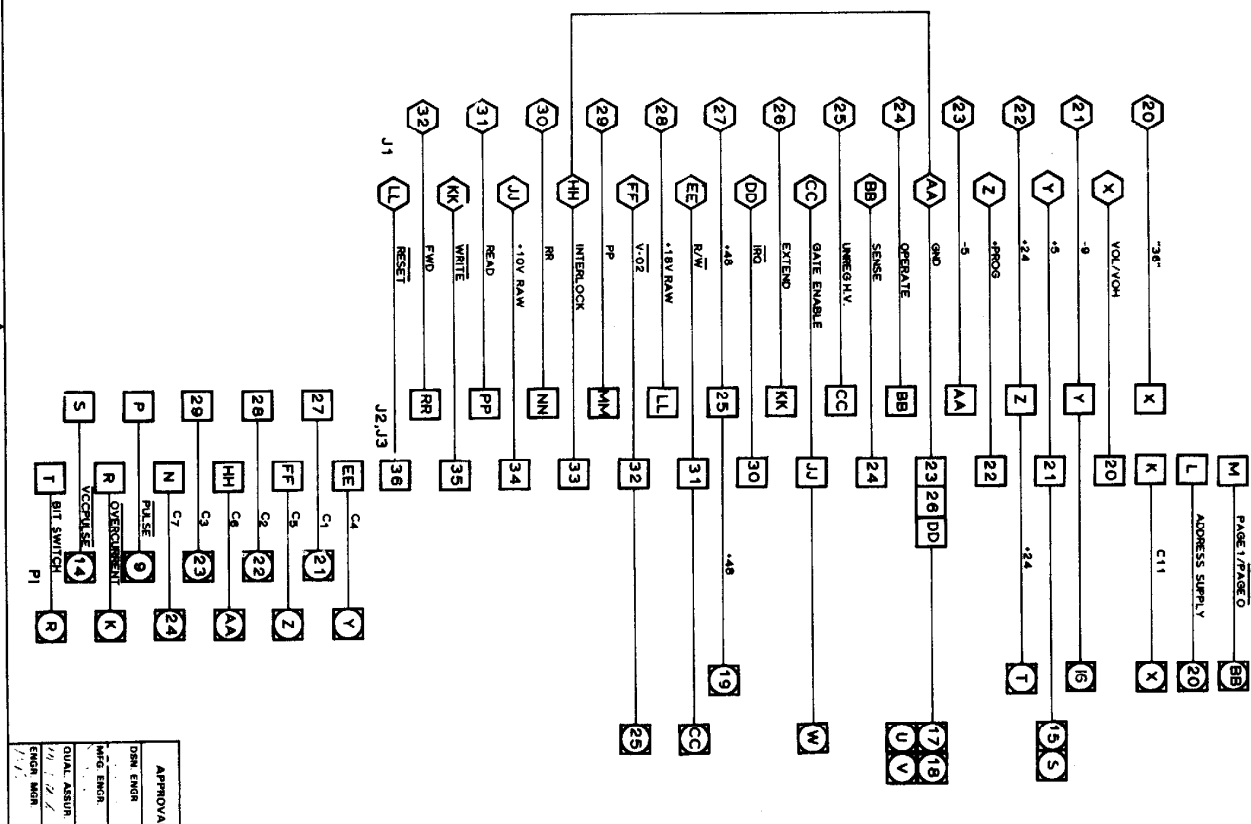 20 "36" X
X VOL/VOH 20
21 -9 Y 16
Y +5 21 15 S
22 +24 Z +24 T
Z +PROG 22
23 -5 AA
AA GND 23 26 DD 17 18 U V
24 OPERATE BB
BB SENSE 24
25 UNREG H.V. CC
CC GATE ENABLE JJ W
26 EXTEND KK
DD IRQ 30
27 +48 25 +48 19
EE R/W 31 CC
28 +18V RAW LL
FF V-02 32 25
29 PP MM
HH INTERLOCK 33
30 RR NN
JJ +10V RAW 34
31 READ PP
KK WRITE 35
32 FWD RR
LL RESET 36
J1
J2,J3
M PAGE 1/PAGE 0 BB
L ADDRESS SUPPLY 20
K C11 X
EE C4 Y
27 C1 21
FF C5 Z
28 C2 22
HH C6 AA
29 C3 23
N C7 24
P PULSE 9
R OVERCURRENT K
S VCCPULSE 14
T BIT SWITCH R
P1
APPROVA
DSN. ENGR
MFG. ENGR.
QUAL. ASSUR.
ENGR. MGR.